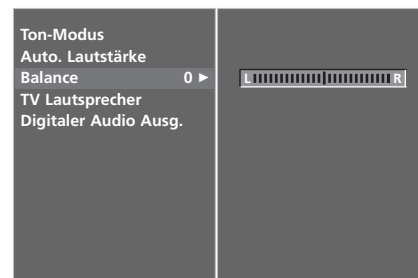 Ton-Modus
Auto. Lautstärke
Balance 0 ►
L R
TV Lautsprecher
Digitaler Audio Ausg.